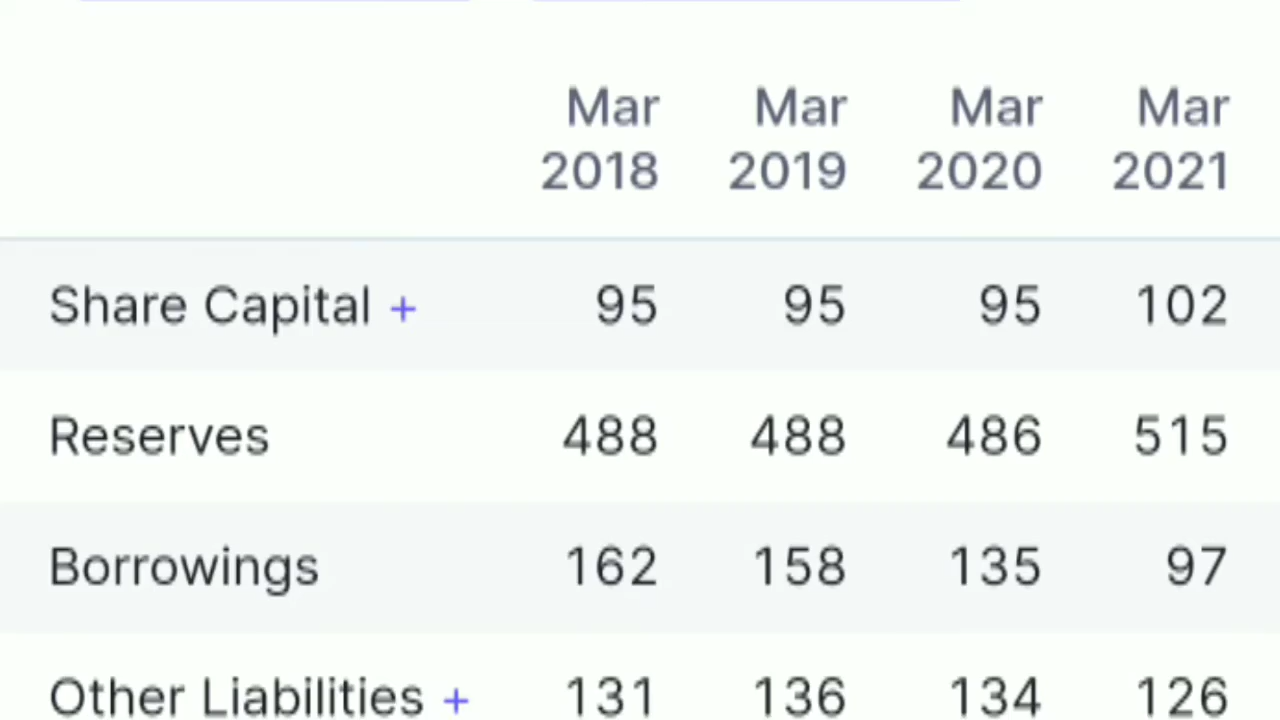 Mar Mar Mar Mar
2018 2019 2020 2021
Share Capital + 95 95 95 102
Reserves 488 488 486 515
Borrowings 162 158 135 97
Other Liabilities + 131 136 134 126